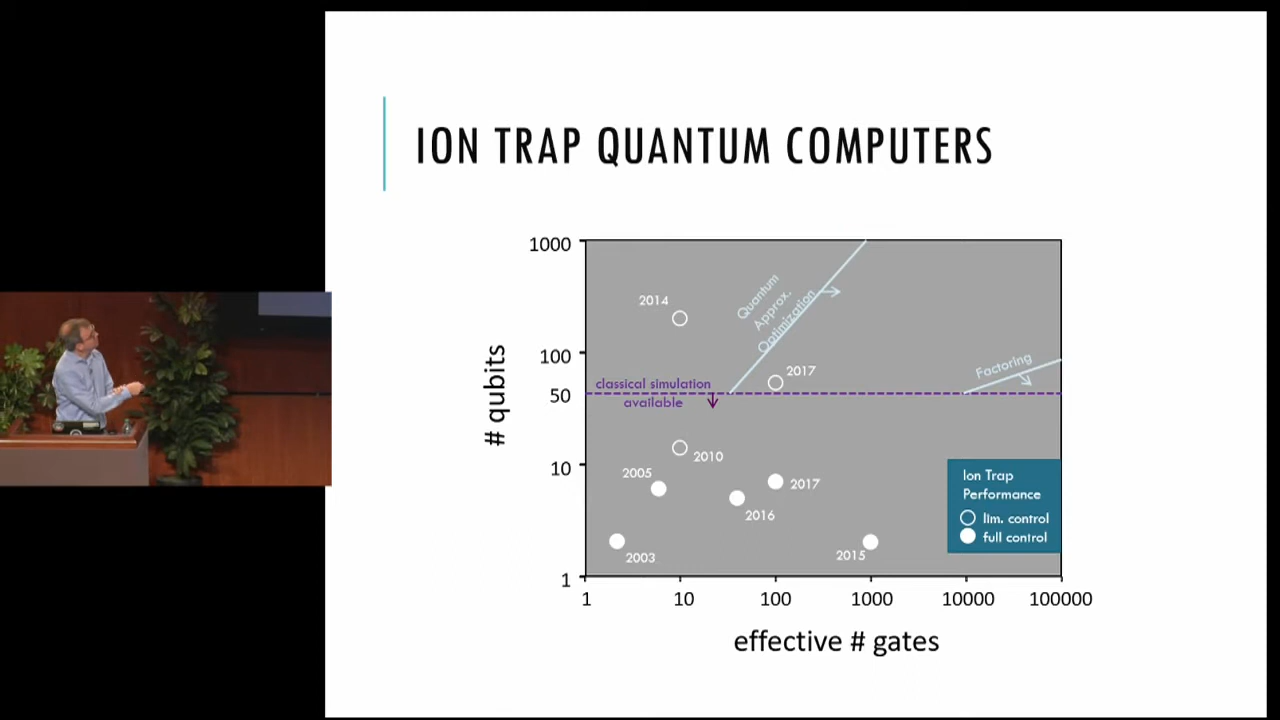 ION TRAP QUANTUM COMPUTERS
# qubits
1000
100
50
10
1
2014
Quantum
Approx.
Optimization
2017
Factoring
classical simulation
available
2010
2005
2017
2016
2003
2015
Ion Trap
Performance
lim. control
full control
1
10
100
1000
10000
100000
effective # gates